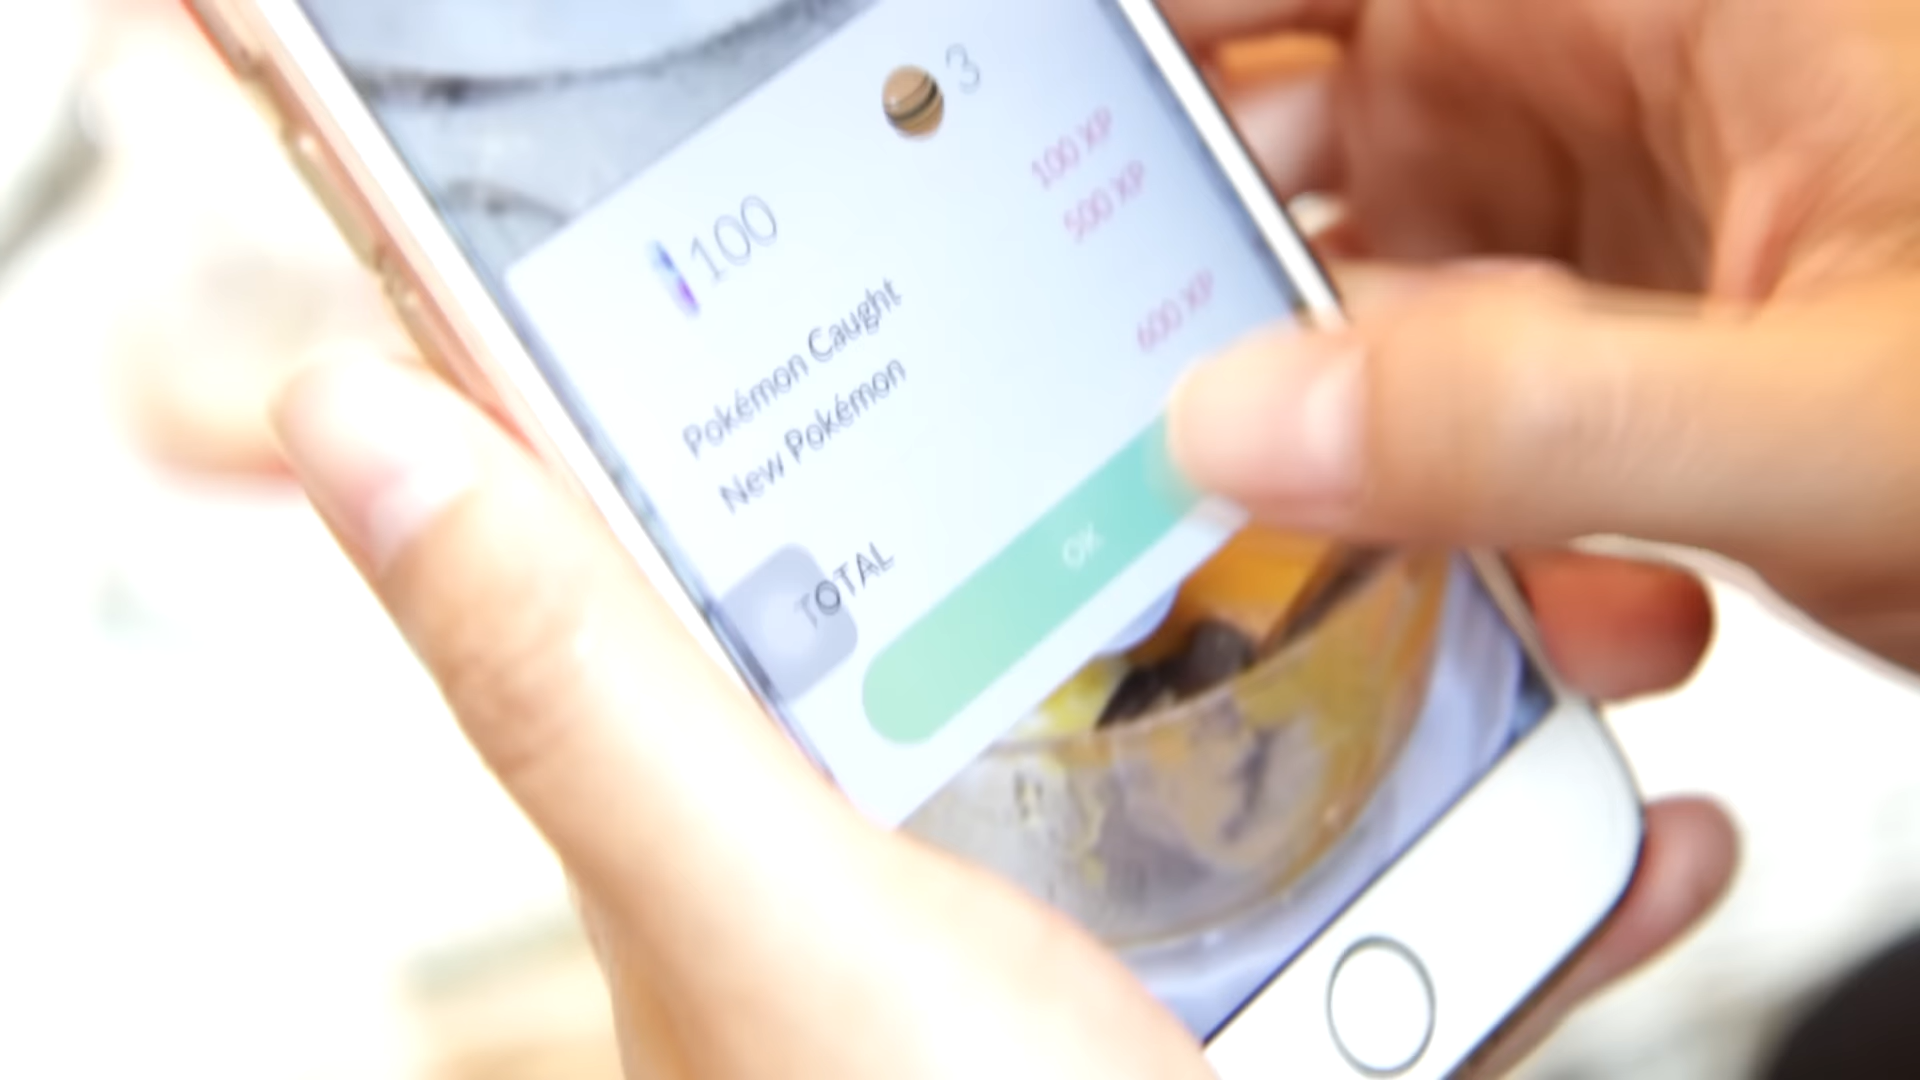 100 3
Pokémon Caught 100 XP
New Pokémon 500 XP
TOTAL 600 XP
OK